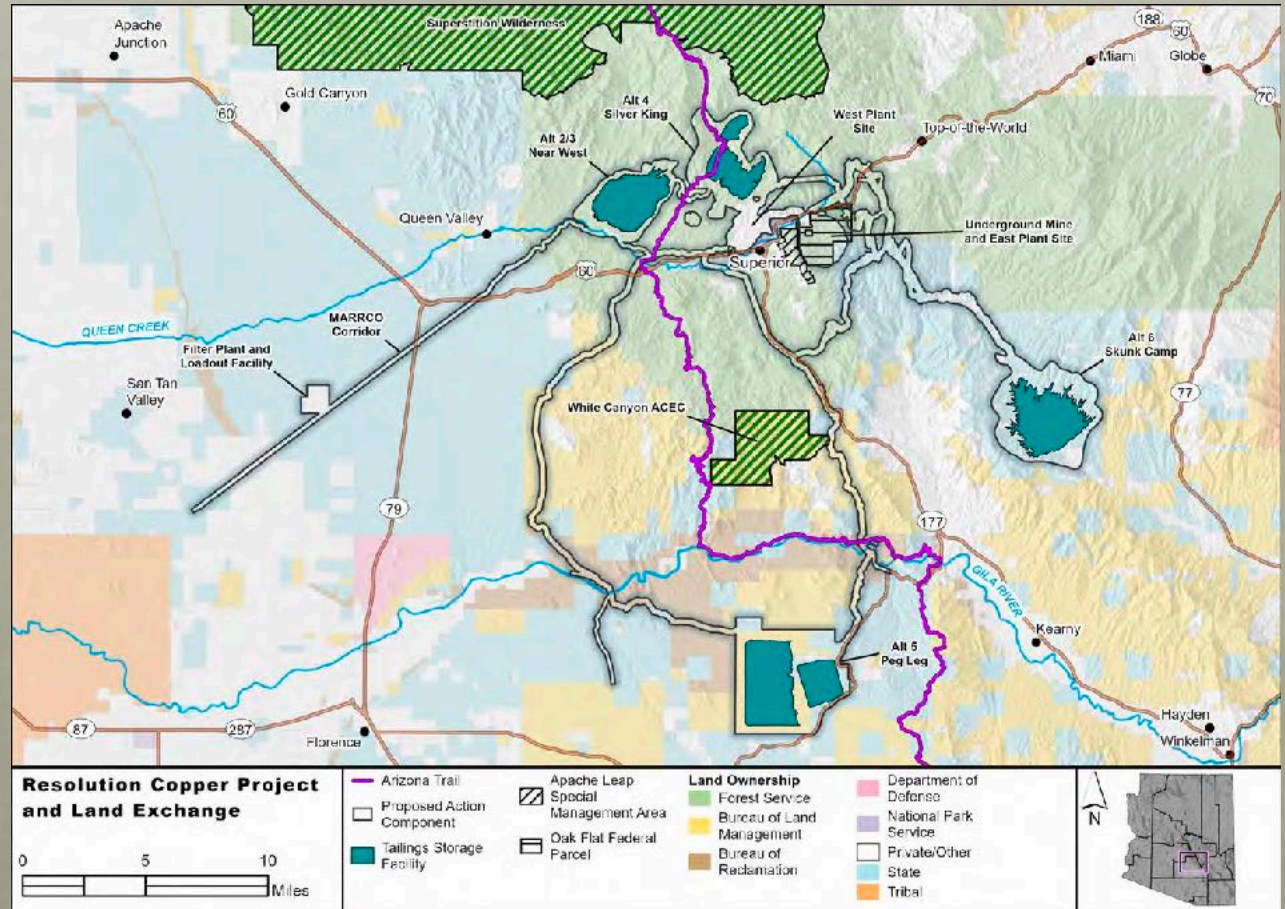 Superstition Wilderness
Apache
Junction
188
60
Miami
Globe
70
Gold Canyon
60
Alt 4
Silver King
West Plant
Site
Alt 2/3
Near West
Top-of-the-World
Queen Valley
Underground Mine
and East Plant Site
Superior
60
QUEEN CREEK
MARRCO
Corridor
Filter Plant and
Loadout Facility
Alt 6
Skunk Camp
San Tan
Valley
77
White Canyon ACEC
79
177
GILA RIVER
Kearny
Alt 5
Peg Leg
Hayden
Winkelman
87
287
Florence
Resolution Copper Project
and Land Exchange
0 5 10
Miles
Arizona Trail
Proposed Action
Component
Tailings Storage
Facility
Apache Leap
Special
Management Area
Oak Flat Federal
Parcel
Land Ownership
Forest Service
Bureau of Land
Management
Bureau of
Reclamation
Department of
Defense
National Park
Service
Private/Other
State
Tribal
N